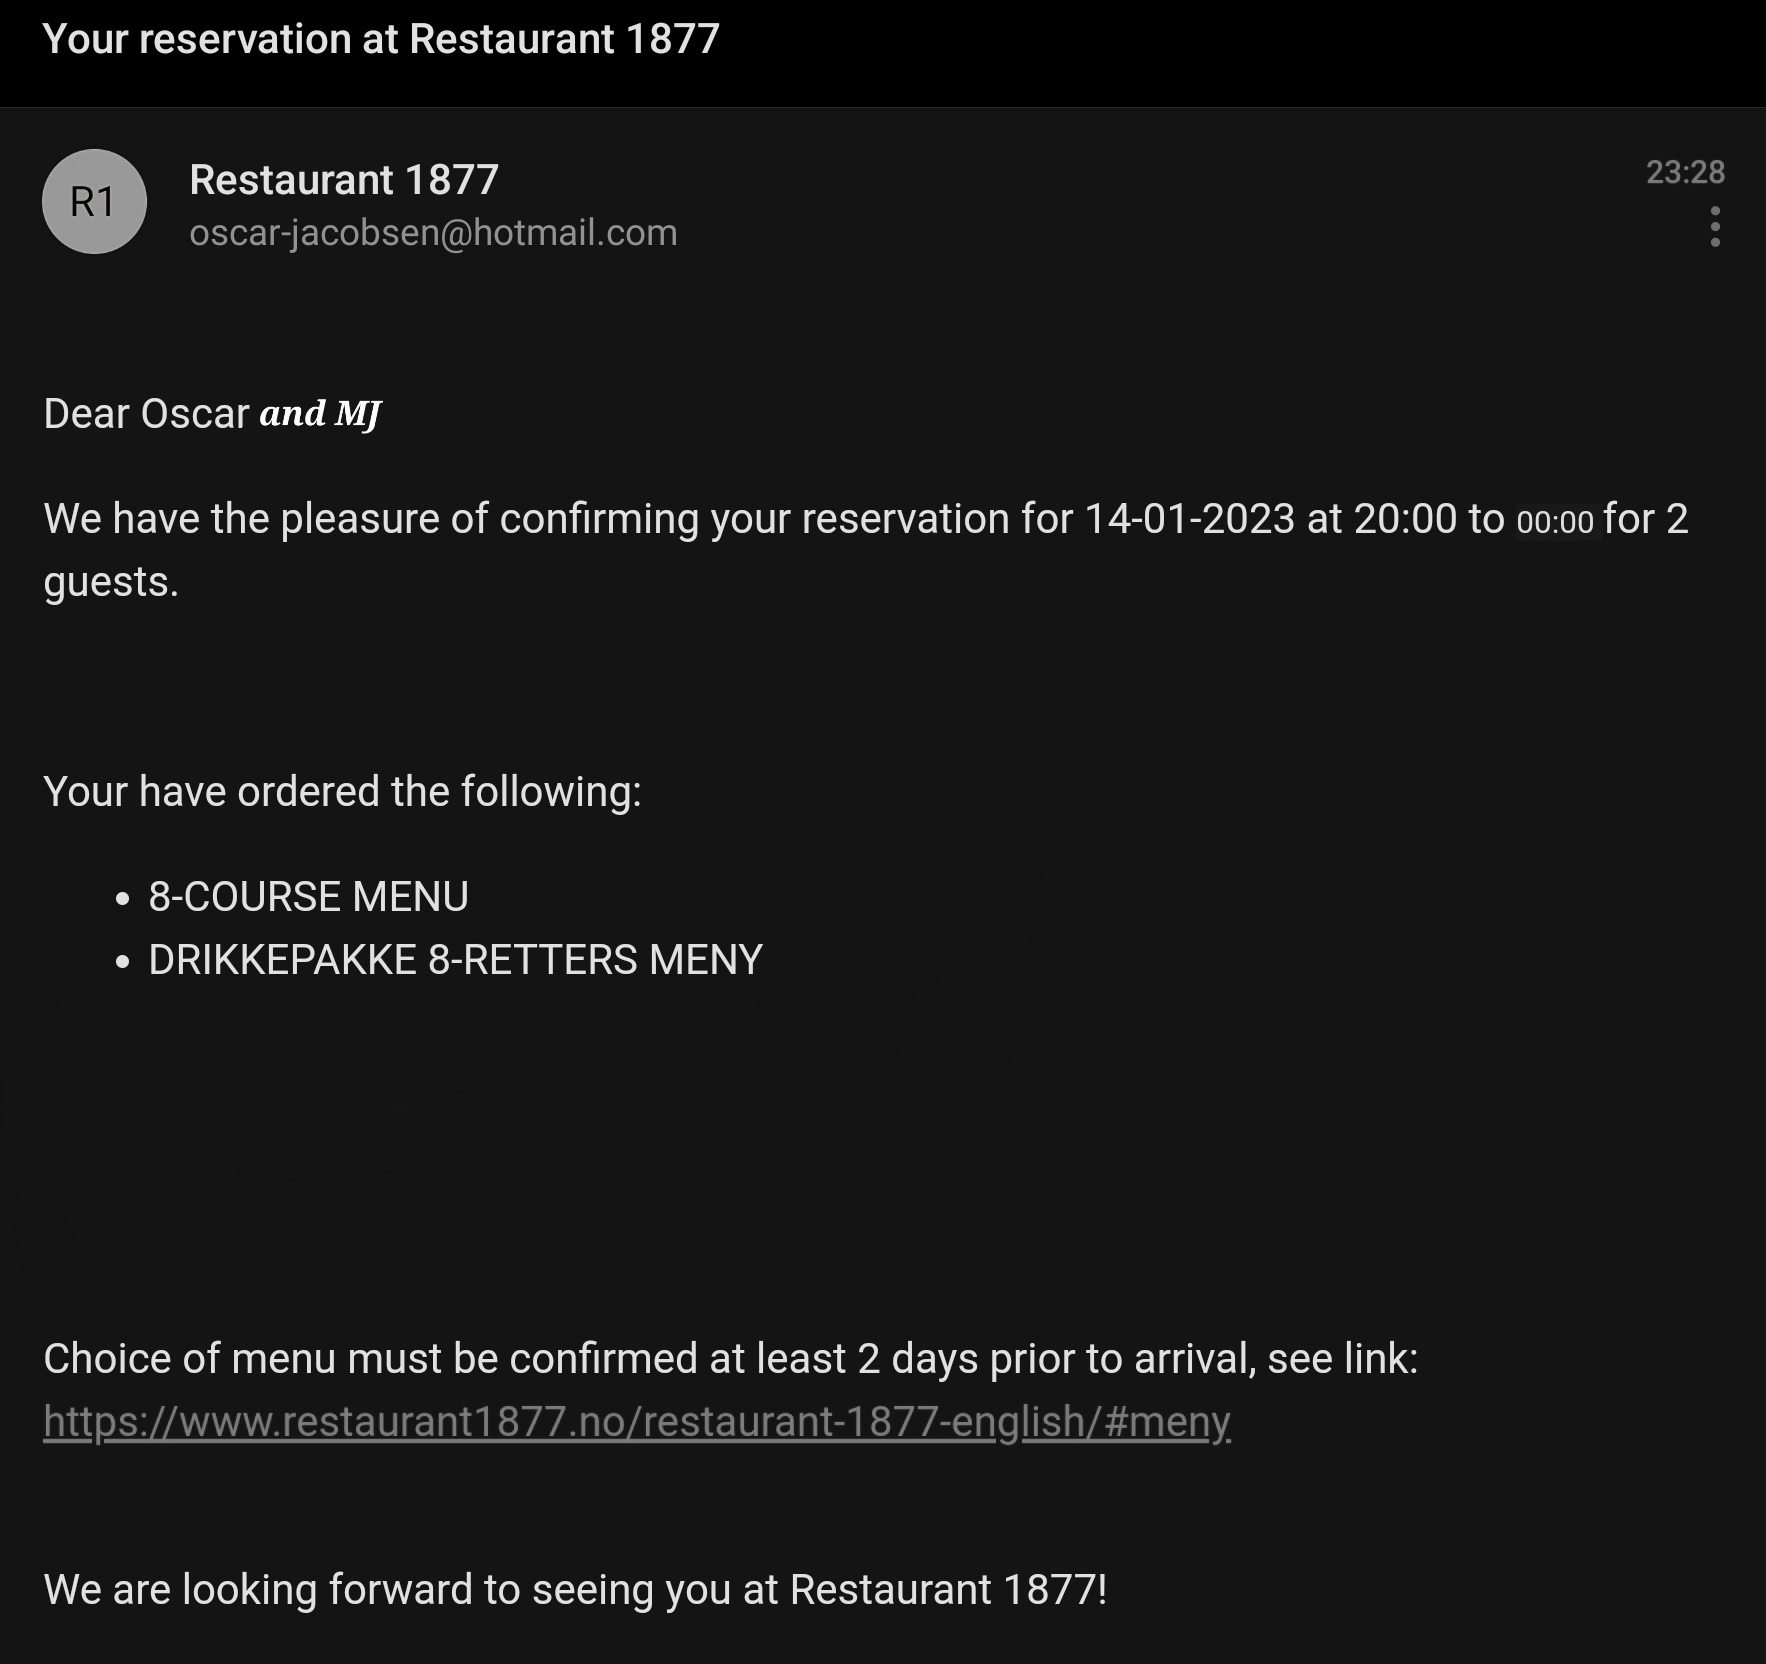 Your reservation at Restaurant 1877
R1
Restaurant 1877
23:28
oscar-jacobsen@hotmail.com
Dear Oscar and MJ
We have the pleasure of confirming your reservation for 14-01-2023 at 20:00 to 00:00 for 2
guests.
Your have ordered the following:
• 8-COURSE MENU
• DRIKKEPAKKE 8-RETTERS MENY
Choice of menu must be confirmed at least 2 days prior to arrival, see link:
https://www.restaurant1877.no/restaurant-1877-english/#meny
We are looking forward to seeing you at Restaurant 1877!